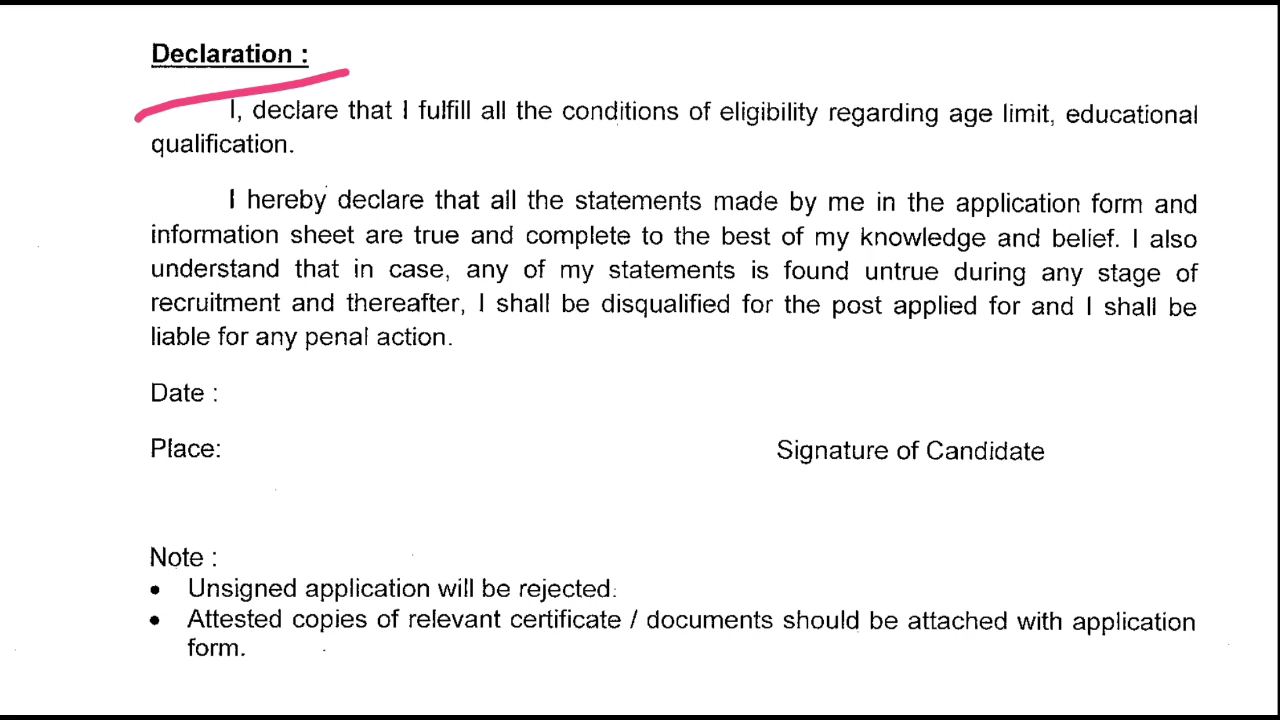 Declaration :
I, declare that I fulfill all the conditions of eligibility regarding age limit, educational
qualification.
I hereby declare that all the statements made by me in the application form and
information sheet are true and complete to the best of my knowledge and belief. I also
understand that in case, any of my statements is found untrue during any stage of
recruitment and thereafter, I shall be disqualified for the post applied for and I shall be
liable for any penal action.
Date :
Place:
Signature of Candidate
Note :
• Unsigned application will be rejected.
• Attested copies of relevant certificate / documents should be attached with application
form.